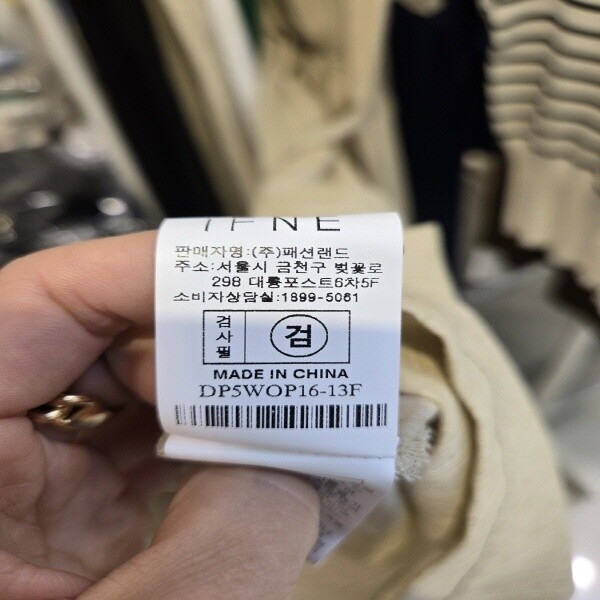 IFNE
판매자명:(주)패션랜드
주소:서울시 금천구 벚꽃로
298 대륭포스트6차5F
소비자상담실:1899-5061
검사필 검
MADE IN CHINA
DP5WOP16-13F